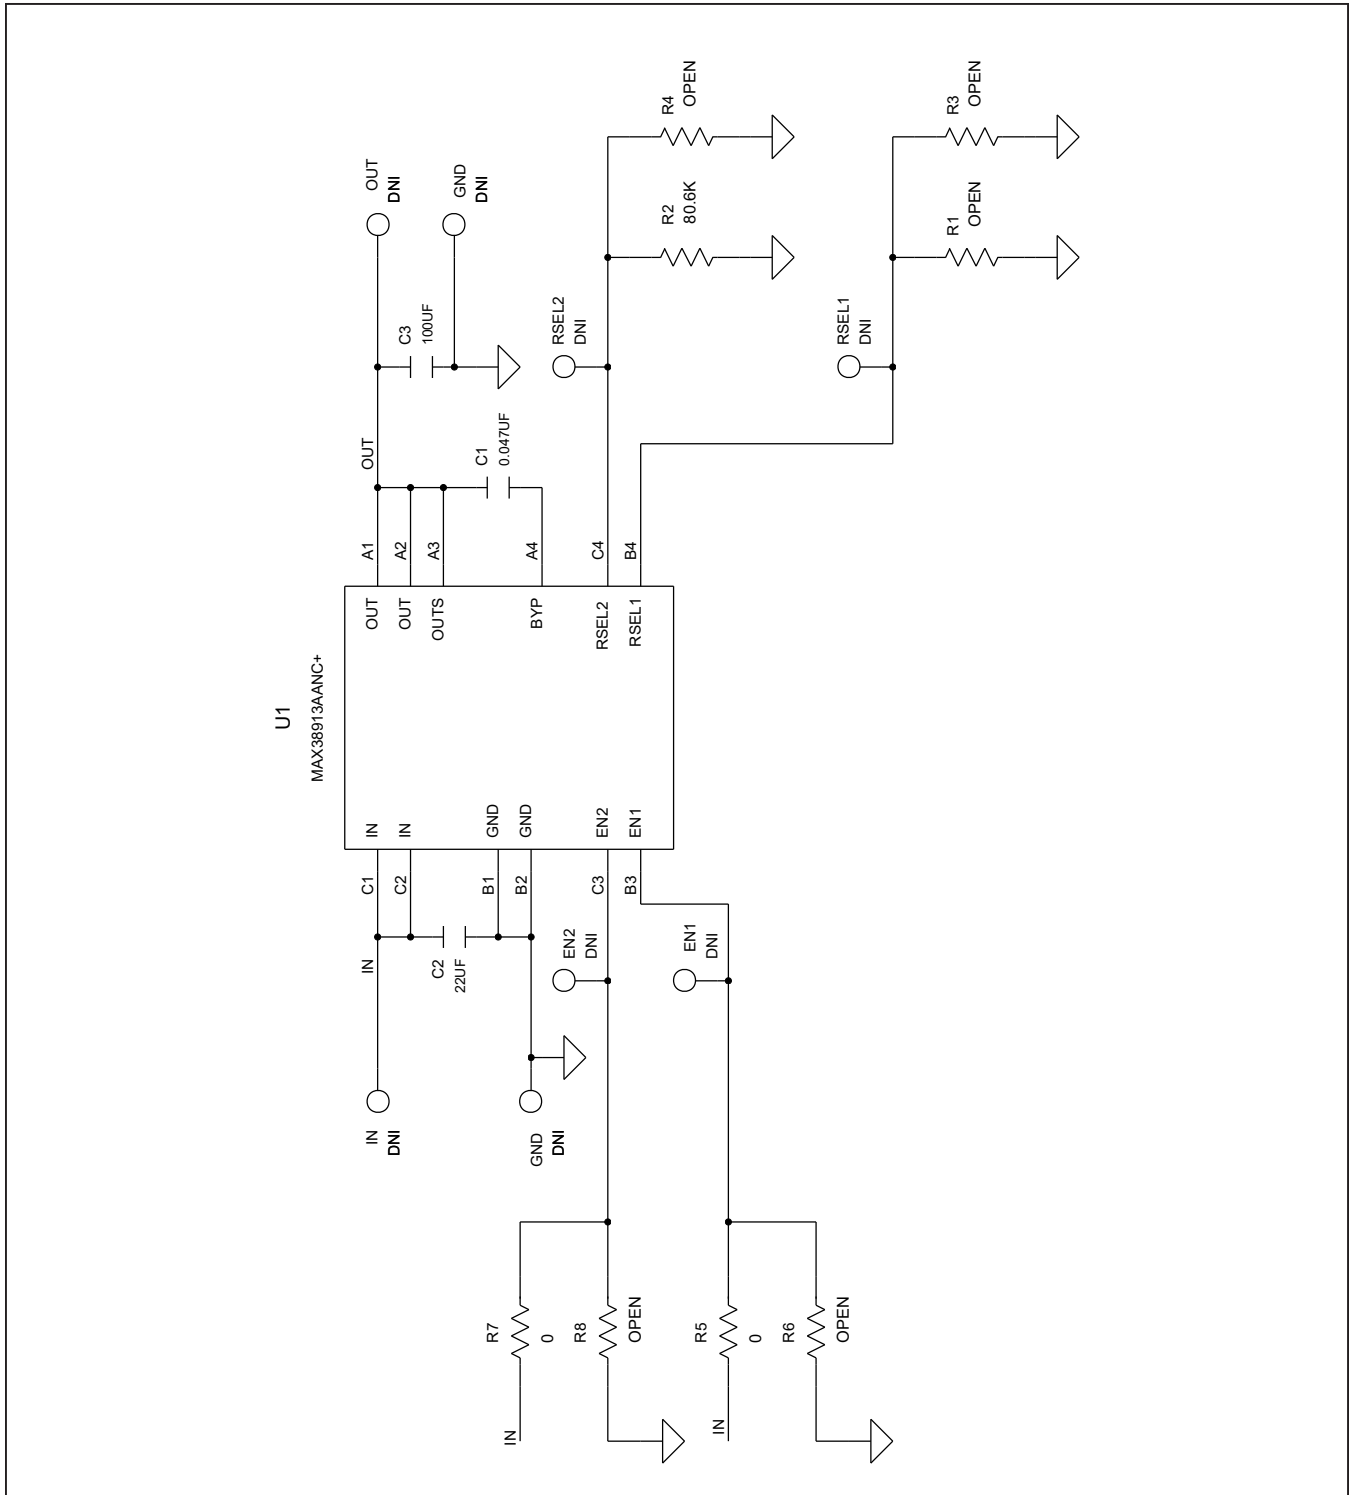 U1
MAX38913AANC+
IN
DNI
IN
C1
IN
C2
IN
C2
22UF
B1
GND
B2
GND
GND
DNI
C3
EN2
B3
EN1
EN2
DNI
EN1
DNI
R7
0
IN
R8
OPEN
R5
0
IN
R6
OPEN
OUT
A1
OUT
A2
OUTS
A3
BYP
A4
RSEL2
C4
RSEL1
B4
OUT
C1
0.047UF
C3
100UF
OUT
DNI
GND
DNI
RSEL2
DNI
R2
80.6K
R4
OPEN
RSEL1
DNI
R1
OPEN
R3
OPEN